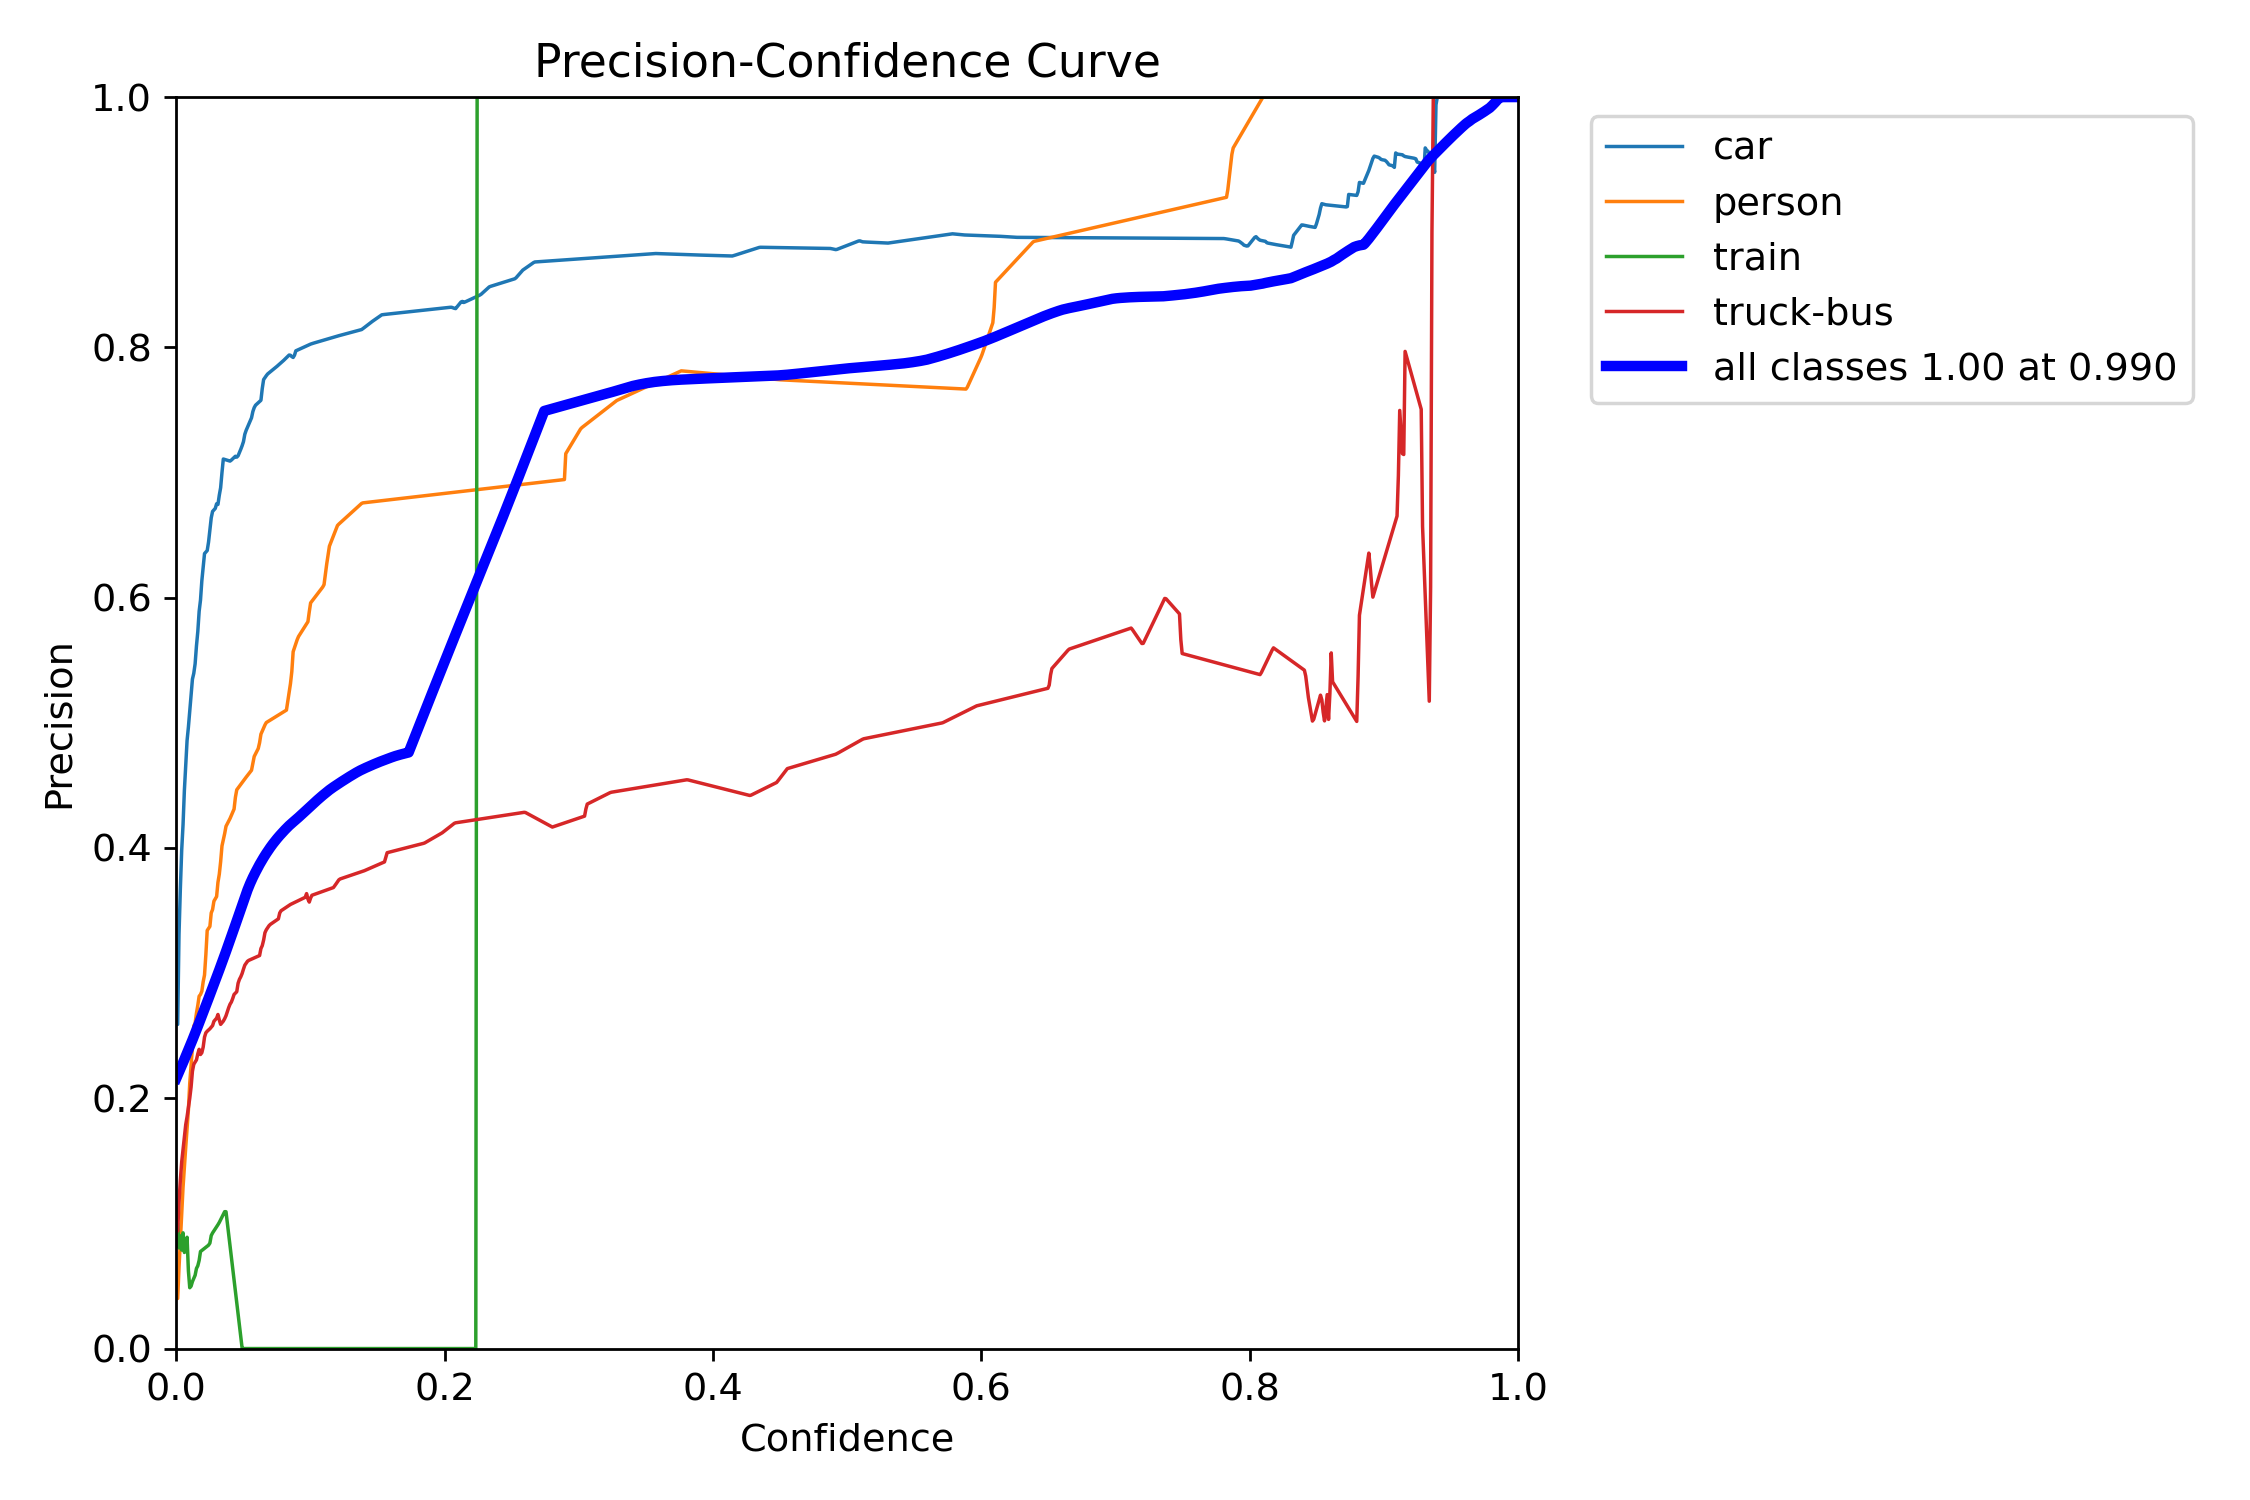 Precision-Confidence Curve
1.0
0.8
0.6
0.4
0.2
0.0
Precision
0.0 0.2 0.4 0.6 0.8 1.0
Confidence
car
person
train
truck-bus
all classes 1.00 at 0.990